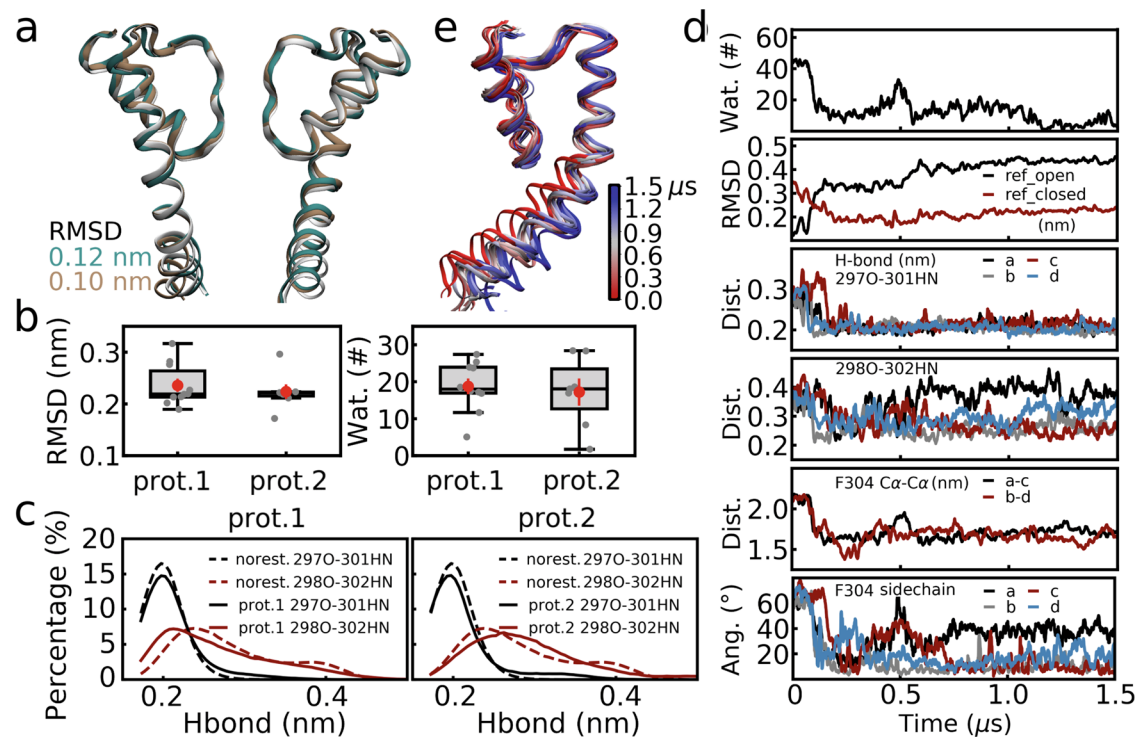 a
RMSD
0.12 nm
0.10 nm
e
1.5 μs
1.2
0.9
0.6
0.3
0.0
b
RMSD (nm)
0.3
0.2
0.1
prot.1 prot.2
Wat. (#)
30
20
10
0
prot.1 prot.2
c
Percentage (%)
prot.1
20
15
10
5
0
norest. 297O-301HN
norest. 298O-302HN
prot.1 297O-301HN
prot.1 298O-302HN
0.2 0.4
Hbond (nm)
prot.2
norest. 297O-301HN
norest. 298O-302HN
prot.2 297O-301HN
prot.2 298O-302HN
0.2 0.4
Hbond (nm)
d
Wat. (#)
60
40
20
RMSD
0.5
0.4
0.3
0.2
ref_open
ref_closed
(nm)
Dist.
0.3
0.2
H-bond (nm)
297O-301HN
a c
b d
Dist.
0.4
0.3
0.2
298O-302HN
Dist.
2.0
1.5
F304 Cα-Cα (nm)
a-c
b-d
Ang. (°)
60
40
20
F304 sidechain
a c
b d
0 0.5 1.0 1.5
Time (μs)